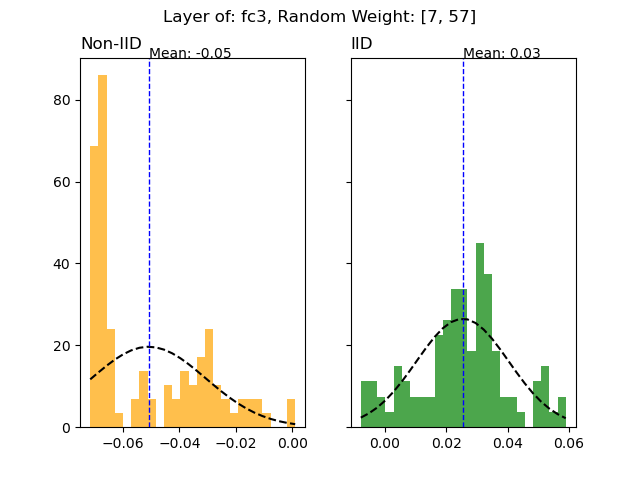 Layer of: fc3, Random Weight: [7, 57]
Non-IID
Mean: -0.05
IID
Mean: 0.03
80
60
40
20
0
−0.06 −0.04 −0.02 0.00
0.00 0.02 0.04 0.06